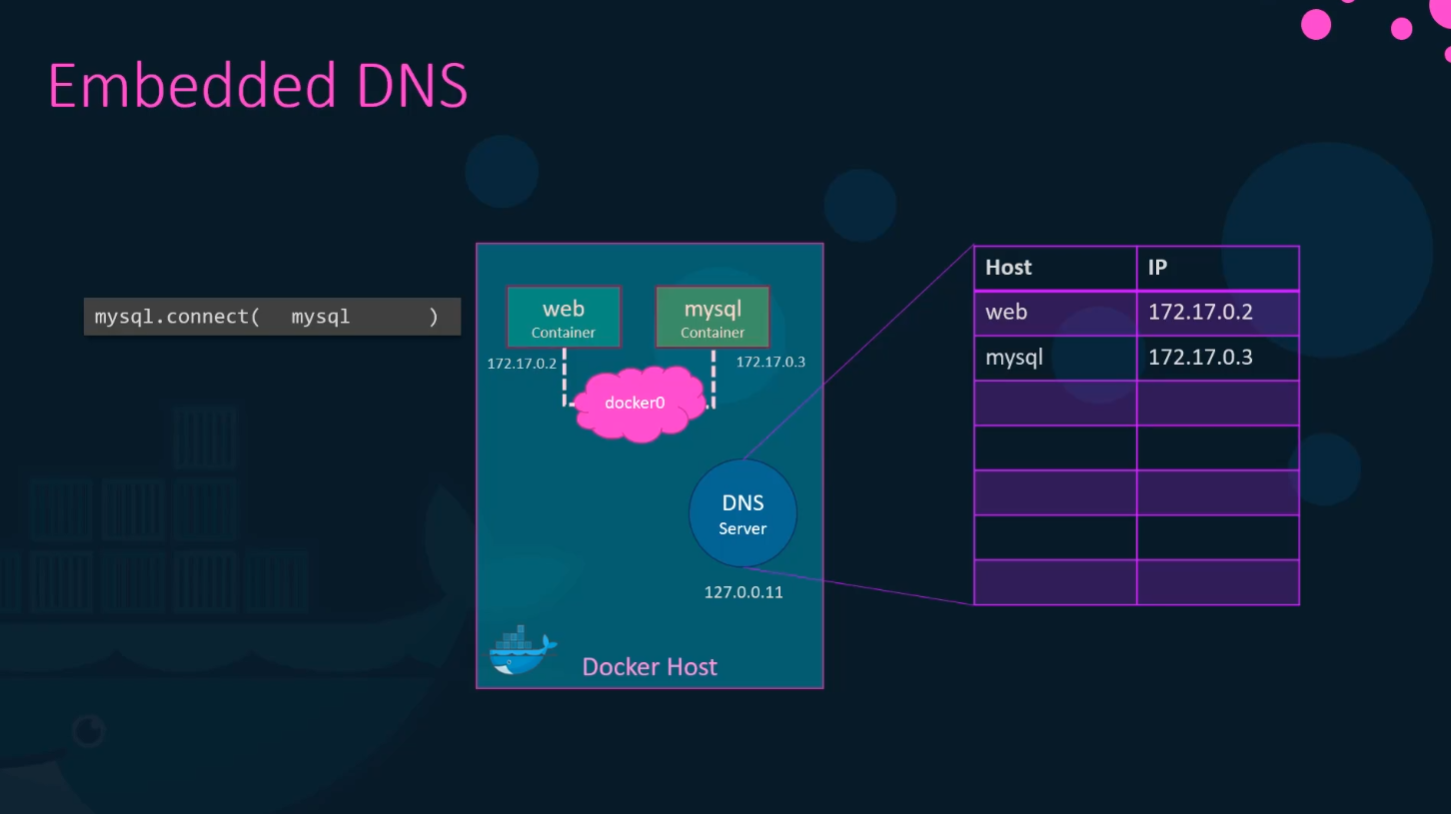 Embedded DNS
mysql.connect( mysql )
web
Container
172.17.0.2
mysql
Container
172.17.0.3
docker0
DNS
Server
127.0.0.11
Docker Host
Host IP
web 172.17.0.2
mysql 172.17.0.3